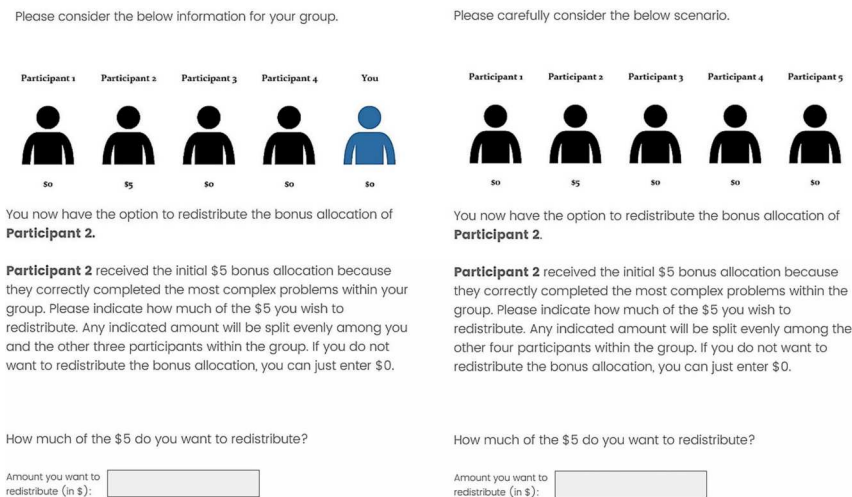 Please consider the below information for your group.
Participant 1 Participant 2 Participant 3 Participant 4 You
$0 $5 $0 $0 $0
You now have the option to redistribute the bonus allocation of
Participant 2.
Participant 2 received the initial $5 bonus allocation because
they correctly completed the most complex problems within your
group. Please indicate how much of the $5 you wish to
redistribute. Any indicated amount will be split evenly among you
and the other three participants within the group. If you do not
want to redistribute the bonus allocation, you can just enter $0.
How much of the $5 do you want to redistribute?
Amount you want to
redistribute (in $):
Please carefully consider the below scenario.
Participant 1 Participant 2 Participant 3 Participant 4 Participant 5
$0 $5 $0 $0 $0
You now have the option to redistribute the bonus allocation of
Participant 2.
Participant 2 received the initial $5 bonus allocation because
they correctly completed the most complex problems within the
group. Please indicate how much of the $5 you wish to
redistribute. Any indicated amount will be split evenly among the
other four participants within the group. If you do not want to
redistribute the bonus allocation, you can just enter $0.
How much of the $5 do you want to redistribute?
Amount you want to
redistribute (in $):